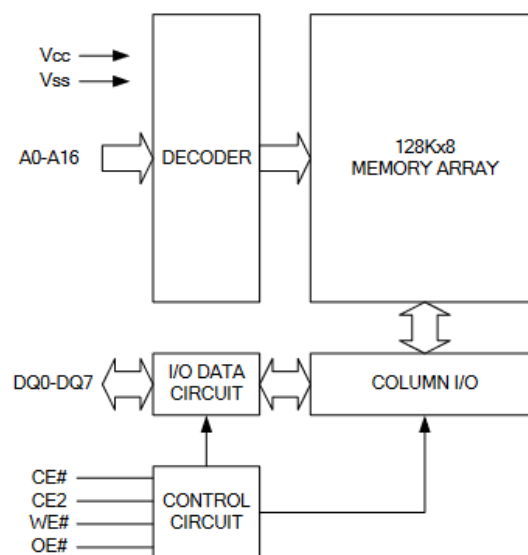 Vcc
Vss
A0-A16
DECODER
128Kx8
MEMORY ARRAY
DQ0-DQ7
I/O DATA
CIRCUIT
COLUMN I/O
CE#
CE2
WE#
OE#
CONTROL
CIRCUIT